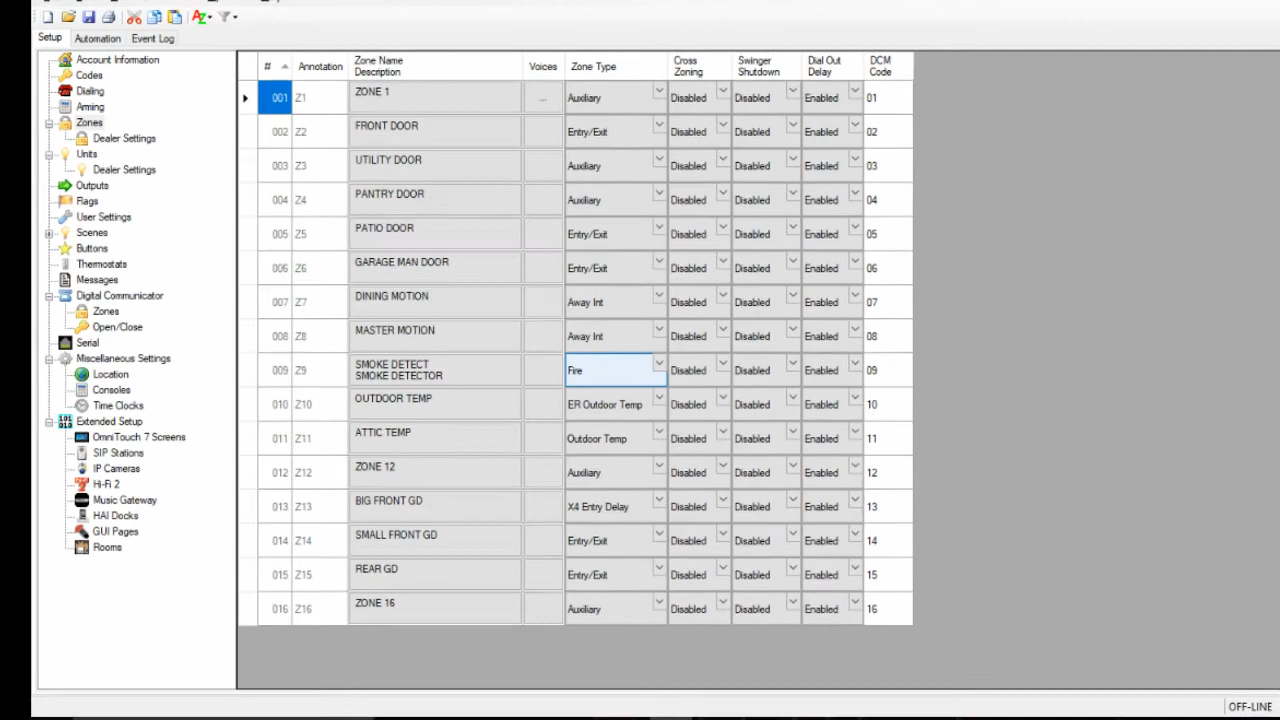 Setup Automation Event Log
Account Information
Codes
Dialing
Arming
Zones
Dealer Settings
Units
Dealer Settings
Outputs
Flags
User Settings
Scenes
Buttons
Thermostats
Messages
Digital Communicator
Zones
Open/Close
Serial
Miscellaneous Settings
Location
Consoles
Time Clocks
Extended Setup
OmniTouch 7 Screens
SIP Stations
IP Cameras
Hi-Fi 2
Music Gateway
HAI Docks
GUI Pages
Rooms
# Annotation Zone Name Description Voices Zone Type Cross Zoning Swinger Shutdown Dial Out Delay DCM Code
001 Z1 ZONE 1 ... Auxiliary Disabled Disabled Enabled 01
002 Z2 FRONT DOOR Entry/Exit Disabled Disabled Enabled 02
003 Z3 UTILITY DOOR Auxiliary Disabled Disabled Enabled 03
004 Z4 PANTRY DOOR Auxiliary Disabled Disabled Enabled 04
005 Z5 PATIO DOOR Entry/Exit Disabled Disabled Enabled 05
006 Z6 GARAGE MAN DOOR Entry/Exit Disabled Disabled Enabled 06
007 Z7 DINING MOTION Away Int Disabled Disabled Enabled 07
008 Z8 MASTER MOTION Away Int Disabled Disabled Enabled 08
009 Z9 SMOKE DETECT SMOKE DETECTOR Fire Disabled Disabled Enabled 09
010 Z10 OUTDOOR TEMP ER Outdoor Temp Disabled Disabled Enabled 10
011 Z11 ATTIC TEMP Outdoor Temp Disabled Disabled Enabled 11
012 Z12 ZONE 12 Auxiliary Disabled Disabled Enabled 12
013 Z13 BIG FRONT GD X4 Entry Delay Disabled Disabled Enabled 13
014 Z14 SMALL FRONT GD Entry/Exit Disabled Disabled Enabled 14
015 Z15 REAR GD Entry/Exit Disabled Disabled Enabled 15
016 Z16 ZONE 16 Auxiliary Disabled Disabled Enabled 16
OFF-LINE